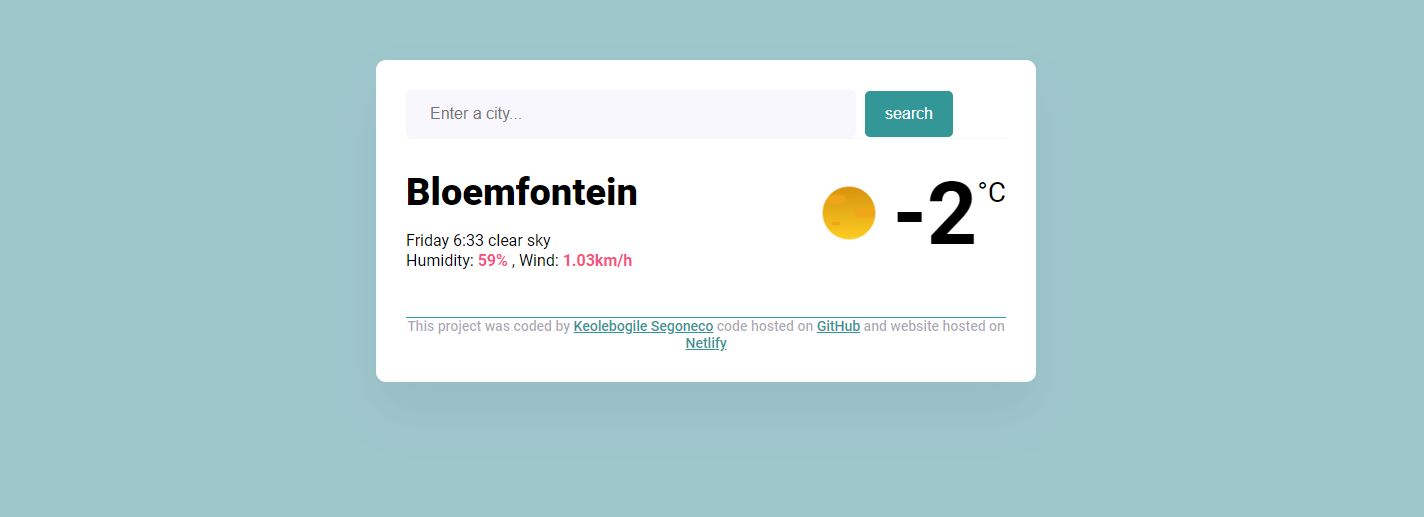 Enter a city...
search
Bloemfontein
-2°C
Friday 6:33 clear sky
Humidity: 59% , Wind: 1.03km/h
This project was coded by Keolebogile Segoneco code hosted on GitHub and website hosted on
Netlify